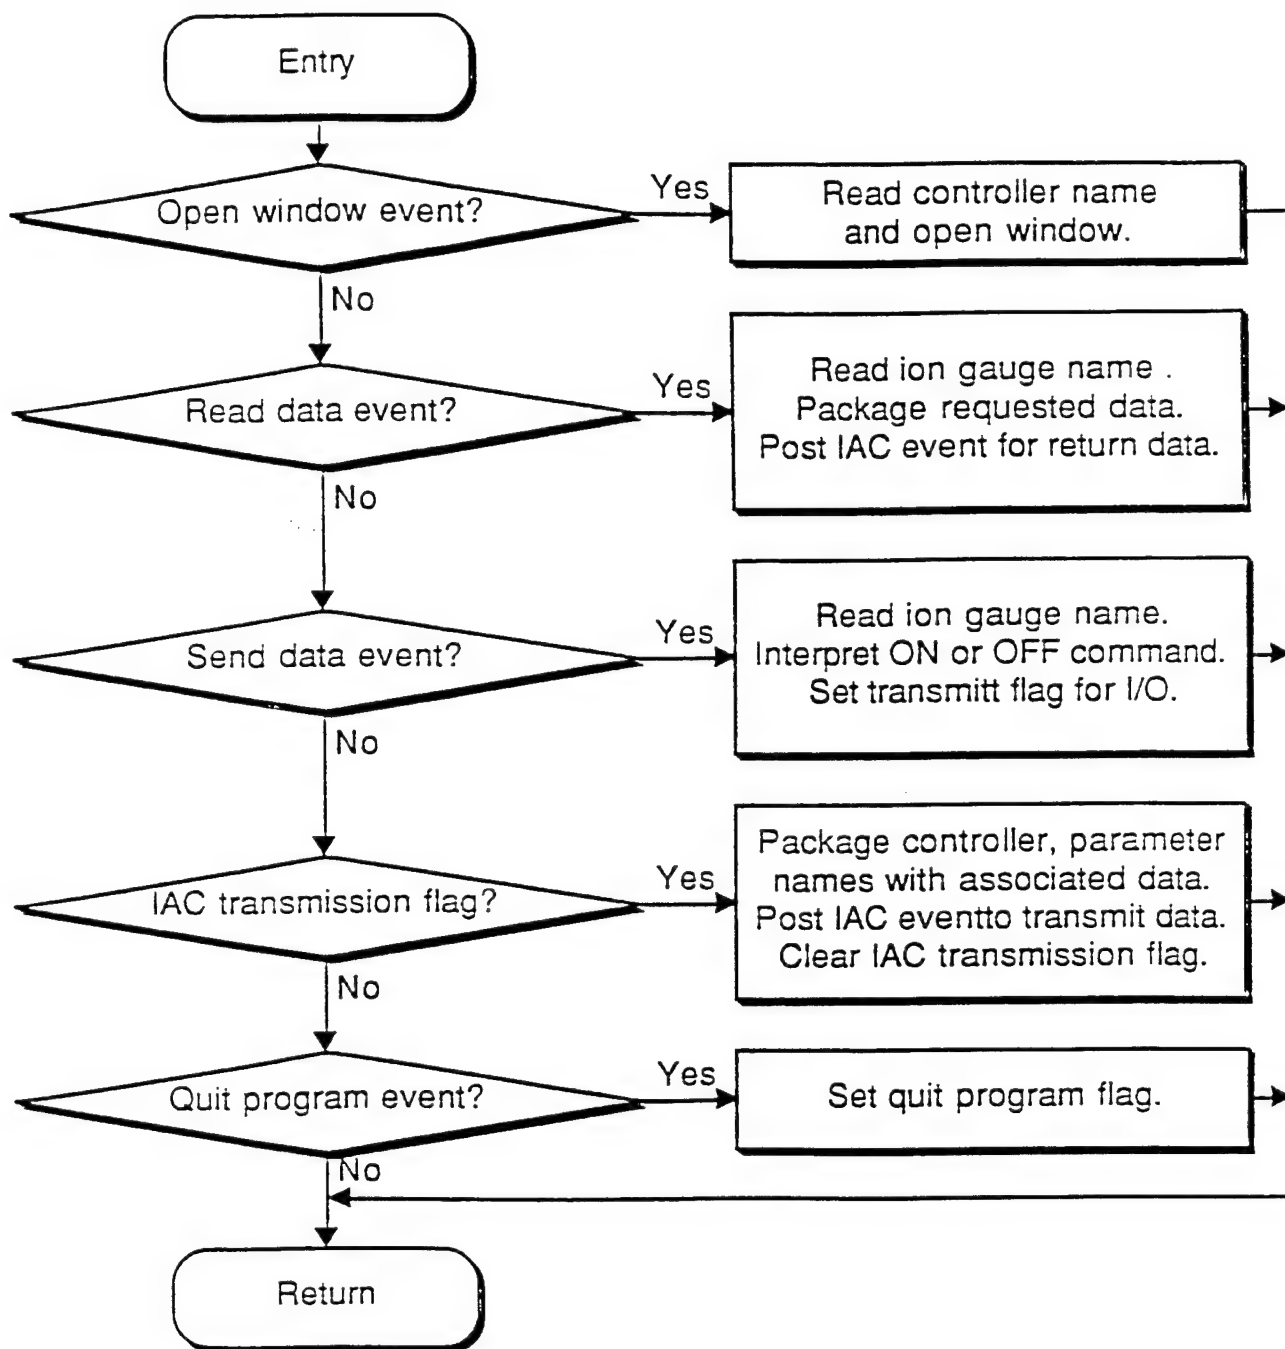 Entry
Open window event?
Yes
Read controller name
and open window.
No
Read data event?
Yes
Read ion gauge name .
Package requested data.
Post IAC event for return data.
No
Send data event?
Yes
Read ion gauge name.
Interpret ON or OFF command.
Set transmitt flag for I/O.
No
IAC transmission flag?
Yes
Package controller, parameter
names with associated data.
Post IAC eventto transmit data.
Clear IAC transmission flag.
No
Quit program event?
Yes
Set quit program flag.
No
Return